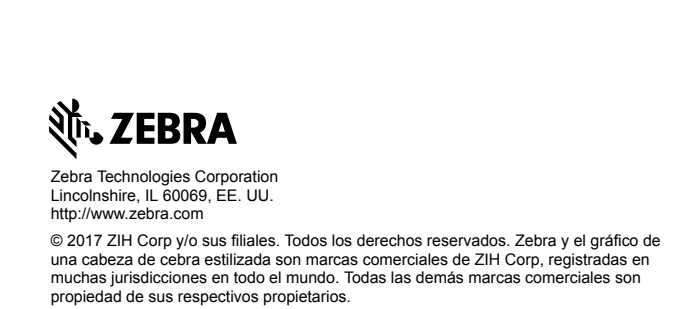 ZEBRA
Zebra Technologies Corporation
Lincolnshire, IL 60069, EE. UU.
http://www.zebra.com
© 2017 ZIH Corp y/o sus filiales. Todos los derechos reservados. Zebra y el gráfico de
una cabeza de cebra estilizada son marcas comerciales de ZIH Corp, registradas en
muchas jurisdicciones en todo el mundo. Todas las demás marcas comerciales son
propiedad de sus respectivos propietarios.